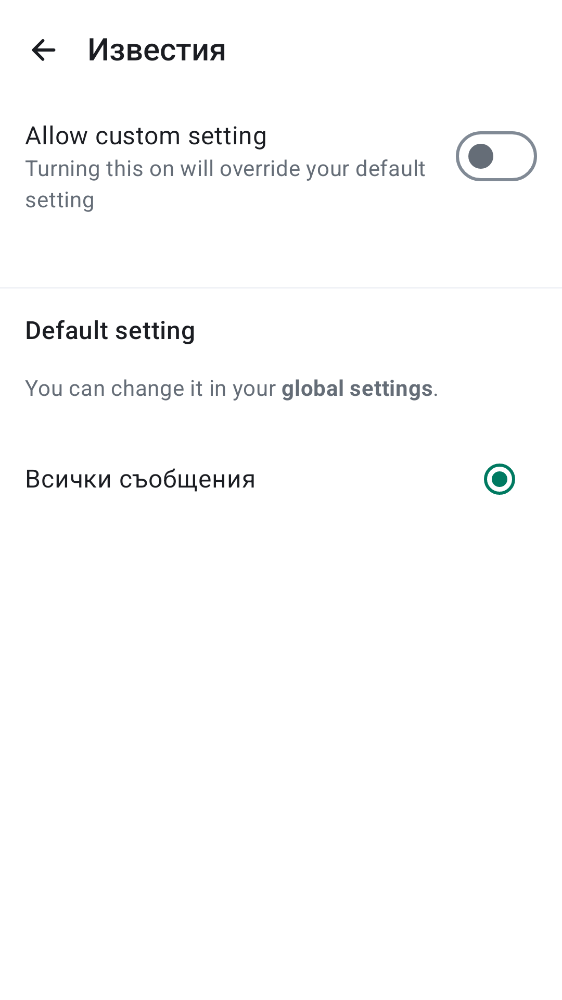 Известия
Allow custom setting
Turning this on will override your default
setting
Default setting
You can change it in your global settings.
Всички съобщения